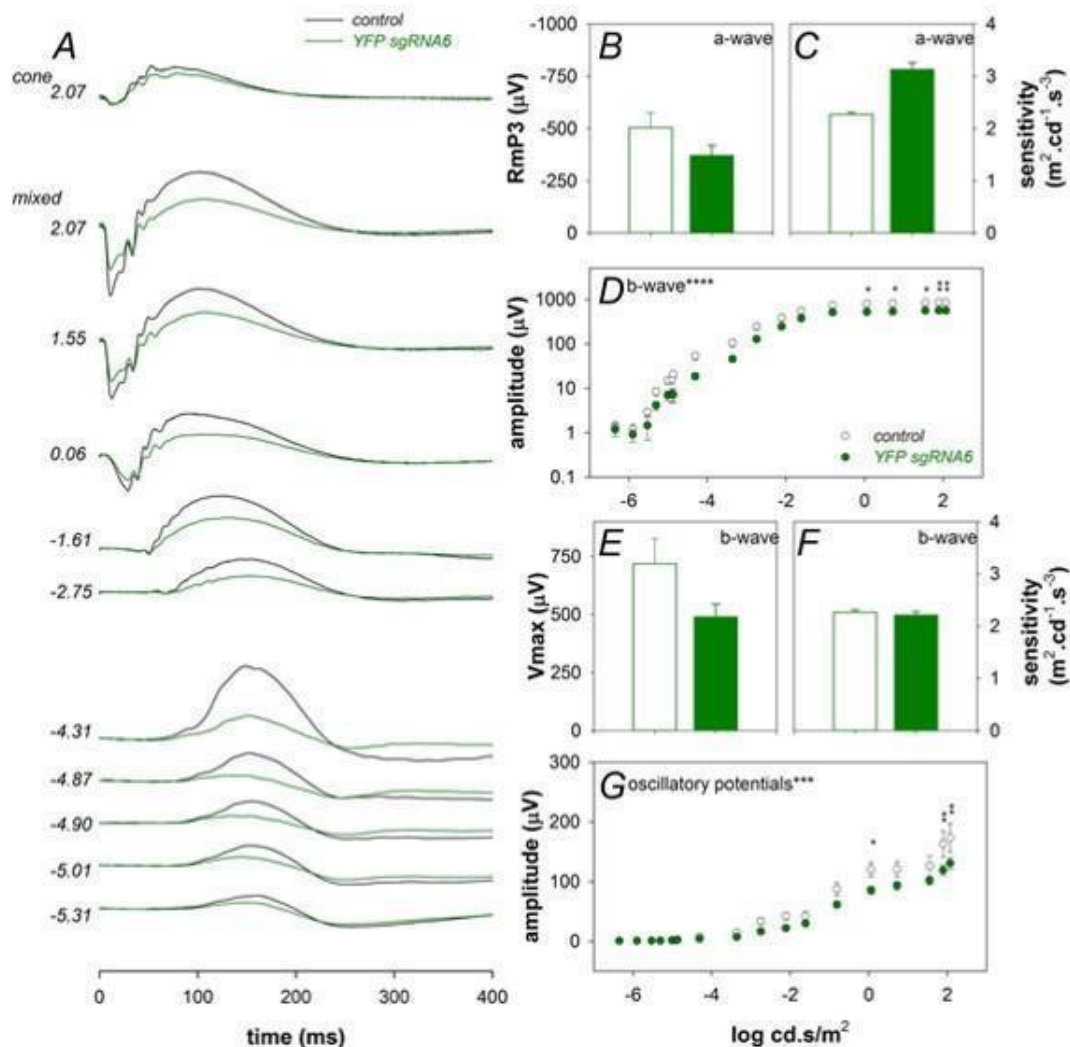 A
control
YFP sgRNA6
cone
2.07
mixed
2.07
1.55
0.06
-1.61
-2.75
-4.31
-4.87
-4.90
-5.01
-5.31
0 100 200 300 400
time (ms)
B
a-wave
-1000
-750
-500
-250
0
RmP3 (μV)
C
a-wave
4
3
2
1
0
sensitivity
(m².cd⁻¹.s⁻³)
D
b-wave****
1000
100
10
1
0.1
amplitude (μV)
* * * ** **
control
YFP sgRNA6
-6 -4 -2 0 2
E
b-wave
750
500
250
0
Vmax (μV)
F
b-wave
4
3
2
1
0
sensitivity
(m².cd⁻¹.s⁻³)
G
oscillatory potentials***
300
200
100
0
amplitude (μV)
* ** **
-6 -4 -2 0 2
log cd.s/m²